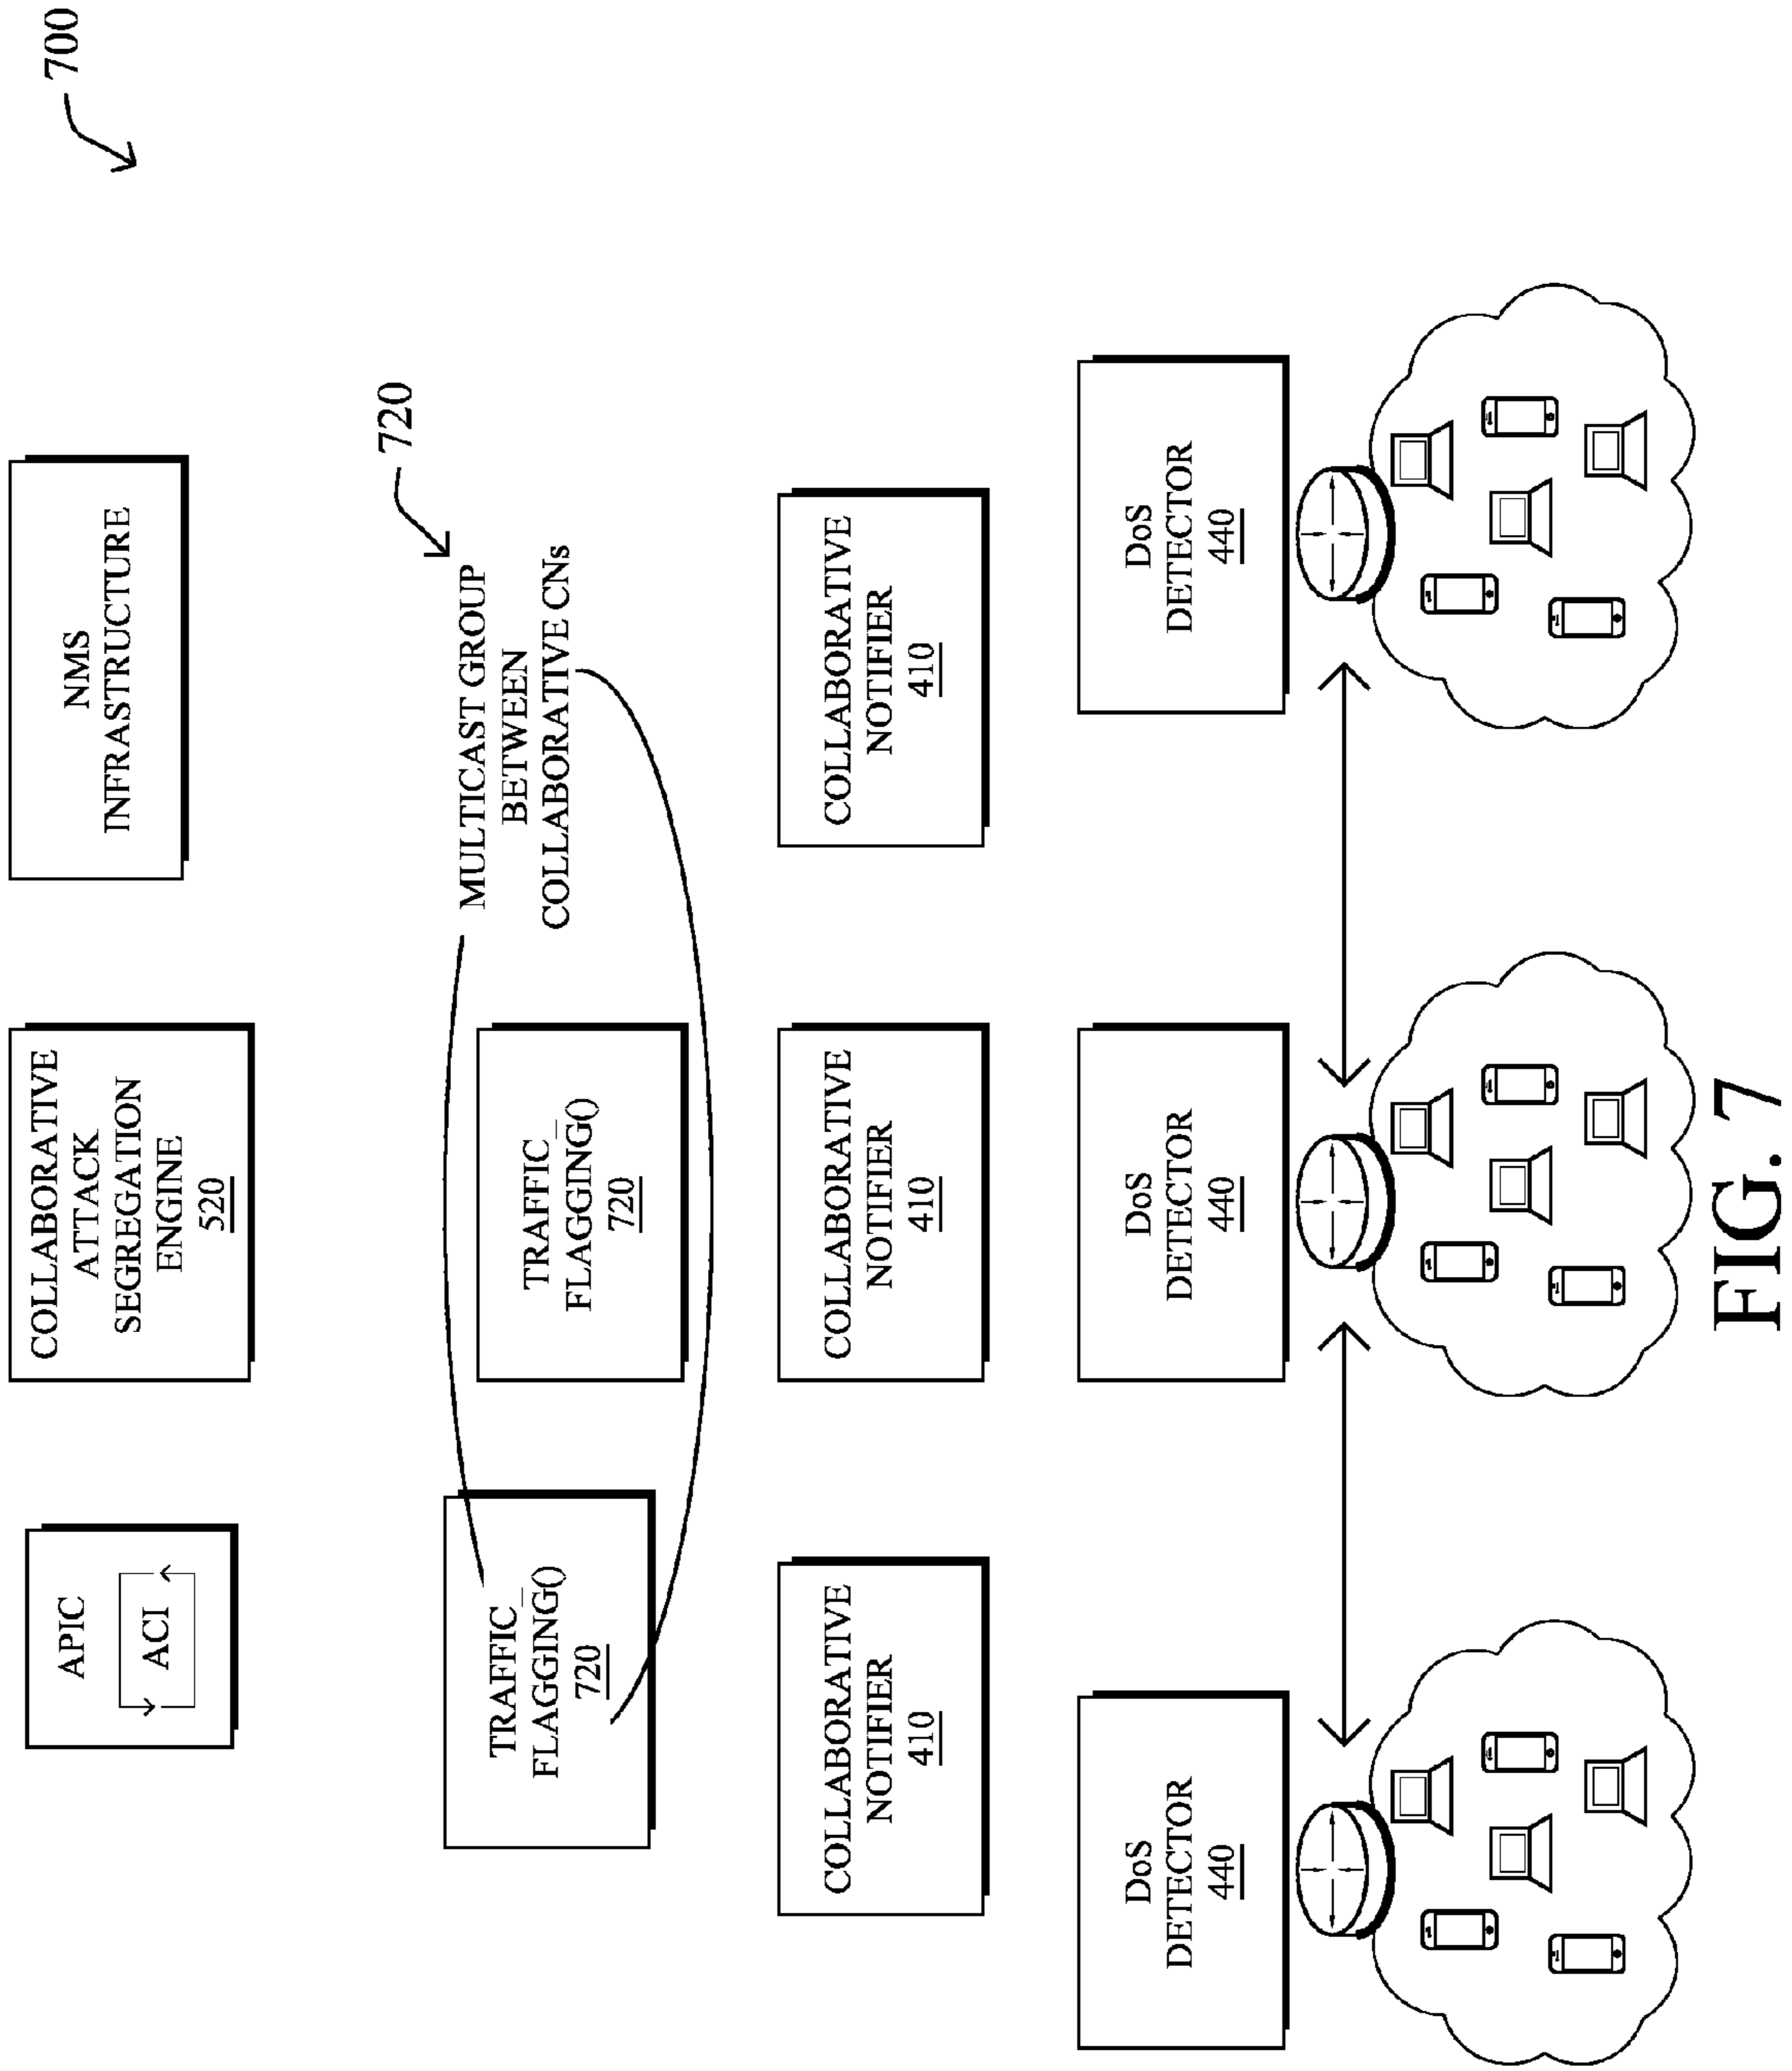 700
APIC
ACI
COLLABORATIVE
ATTACK
SEGREGATION
ENGINE
520
NMS
INFRASTRUCTURE
720
MULTICAST GROUP
BETWEEN
COLLABORATIVE CNs
TRAFFIC_
FLAGGING()
720
TRAFFIC_
FLAGGING()
720
COLLABORATIVE
NOTIFIER
410
COLLABORATIVE
NOTIFIER
410
COLLABORATIVE
NOTIFIER
410
DoS
DETECTOR
440
DoS
DETECTOR
440
DoS
DETECTOR
440
FIG. 7